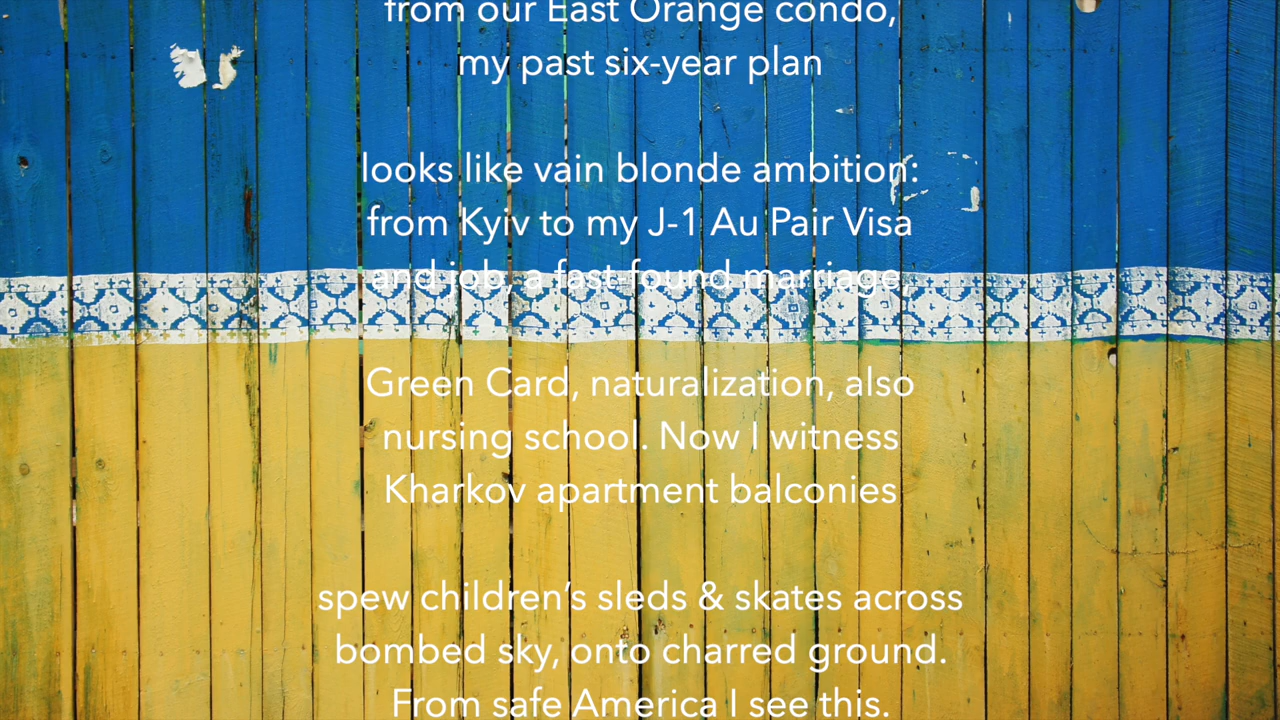 from our East Orange condo,
my past six-year plan
looks like vain blonde ambition:
from Kyiv to my J-1 Au Pair Visa
and job, a fast-found marriage,
Green Card, naturalization, also
nursing school. Now I witness
Kharkov apartment balconies
spew children’s sleds & skates across
bombed sky, onto charred ground.
From safe America I see this.